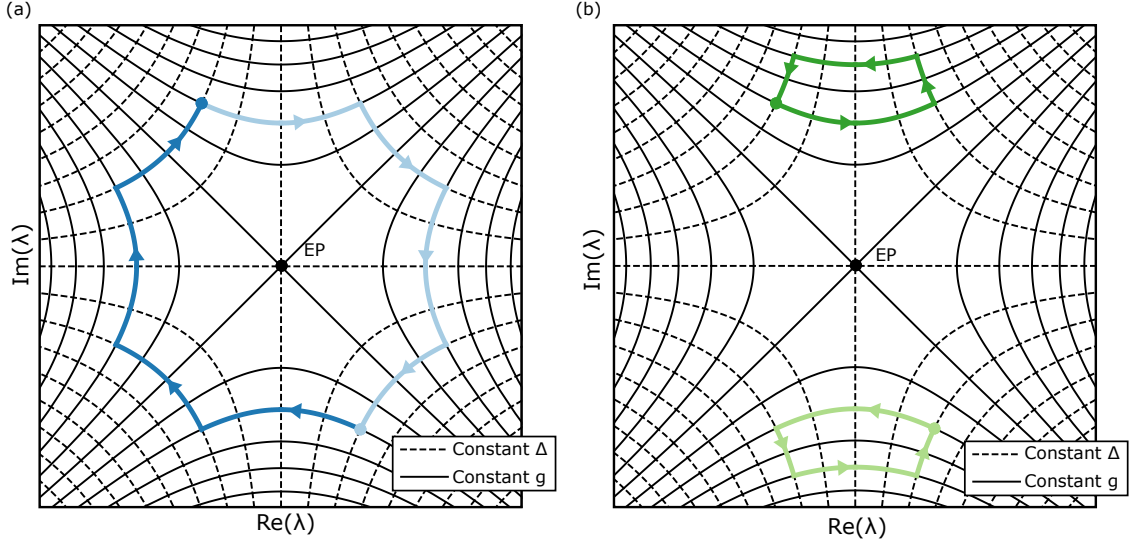 (a)
Im(λ)
EP
Constant Δ
Constant g
Re(λ)
(b)
Im(λ)
EP
Constant Δ
Constant g
Re(λ)